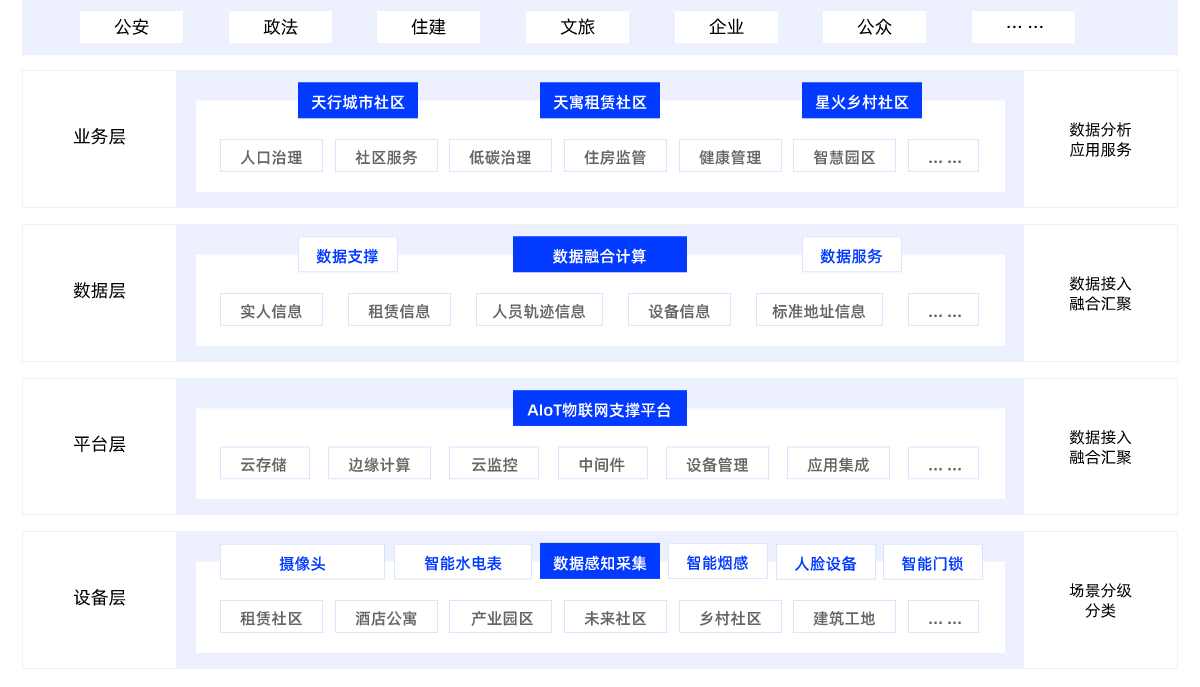 公安 政法 住建 文旅 企业 公众 ... ...
天行城市社区 天寓租赁社区 星火乡村社区
业务层
人口治理 社区服务 低碳治理 住房监管 健康管理 智慧园区 ... ...
数据分析
应用服务
数据支撑 数据融合计算 数据服务
数据层
实人信息 租赁信息 人员轨迹信息 设备信息 标准地址信息 ... ...
数据接入
融合汇聚
AIoT物联网支撑平台
平台层
云存储 边缘计算 云监控 中间件 设备管理 应用集成 ... ...
数据接入
融合汇聚
摄像头 智能水电表 数据感知采集 智能烟感 人脸设备 智能门锁
设备层
租赁社区 酒店公寓 产业园区 未来社区 乡村社区 建筑工地 ... ...
场景分级
分类